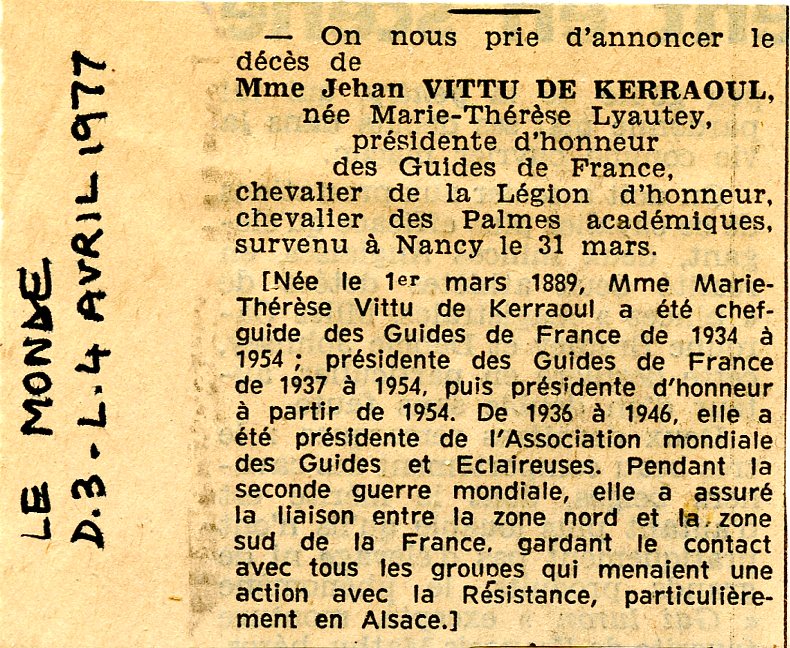 LE MONDE
D.3 - L.4 AVRIL 1977
— On nous prie d'annoncer le
décès de
Mme Jehan VITTU DE KERRAOUL,
née Marie-Thérèse Lyautey,
présidente d'honneur
des Guides de France,
chevalier de la Légion d'honneur,
chevalier des Palmes académiques,
survenu à Nancy le 31 mars.
[Née le 1er mars 1889, Mme Marie-
Thérèse Vittu de Kerraoul a été chef-
guide des Guides de France de 1934 à
1954 ; présidente des Guides de France
de 1937 à 1954, puis présidente d'honneur
à partir de 1954. De 1936 à 1946, elle a
été présidente de l'Association mondiale
des Guides et Eclaireuses. Pendant la
seconde guerre mondiale, elle a assuré
la liaison entre la zone nord et la zone
sud de la France, gardant le contact
avec tous les groupes qui menaient une
action avec la Résistance, particulière-
ment en Alsace.]